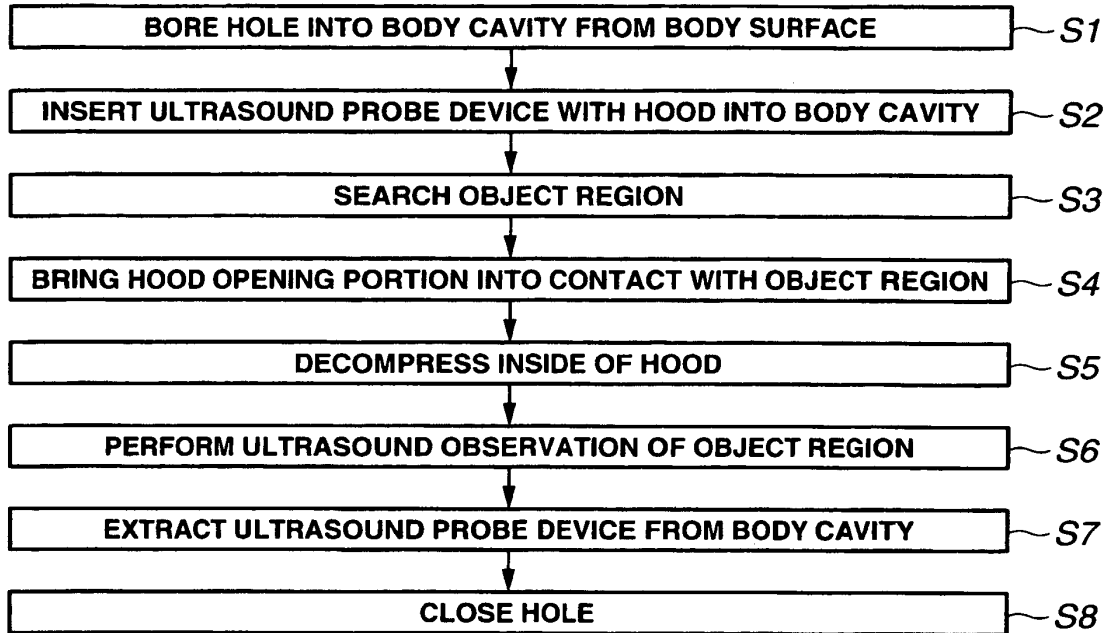 BORE HOLE INTO BODY CAVITY FROM BODY SURFACE S1
INSERT ULTRASOUND PROBE DEVICE WITH HOOD INTO BODY CAVITY S2
SEARCH OBJECT REGION S3
BRING HOOD OPENING PORTION INTO CONTACT WITH OBJECT REGION S4
DECOMPRESS INSIDE OF HOOD S5
PERFORM ULTRASOUND OBSERVATION OF OBJECT REGION S6
EXTRACT ULTRASOUND PROBE DEVICE FROM BODY CAVITY S7
CLOSE HOLE S8